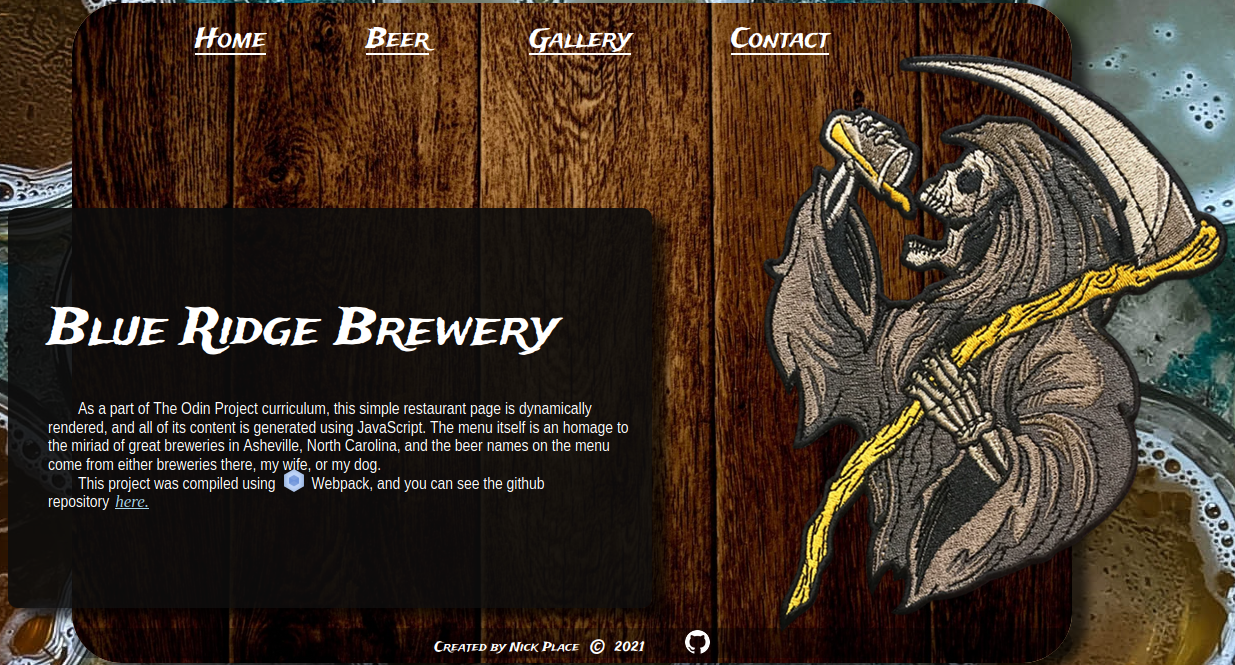 Home Beer Gallery Contact
Blue Ridge Brewery
As a part of The Odin Project curriculum, this simple restaurant page is dynamically
rendered, and all of its content is generated using JavaScript. The menu itself is an homage to
the miriad of great breweries in Asheville, North Carolina, and the beer names on the menu
come from either breweries there, my wife, or my dog.
This project was compiled using Webpack, and you can see the github
repository here.
Created by Nick Place © 2021